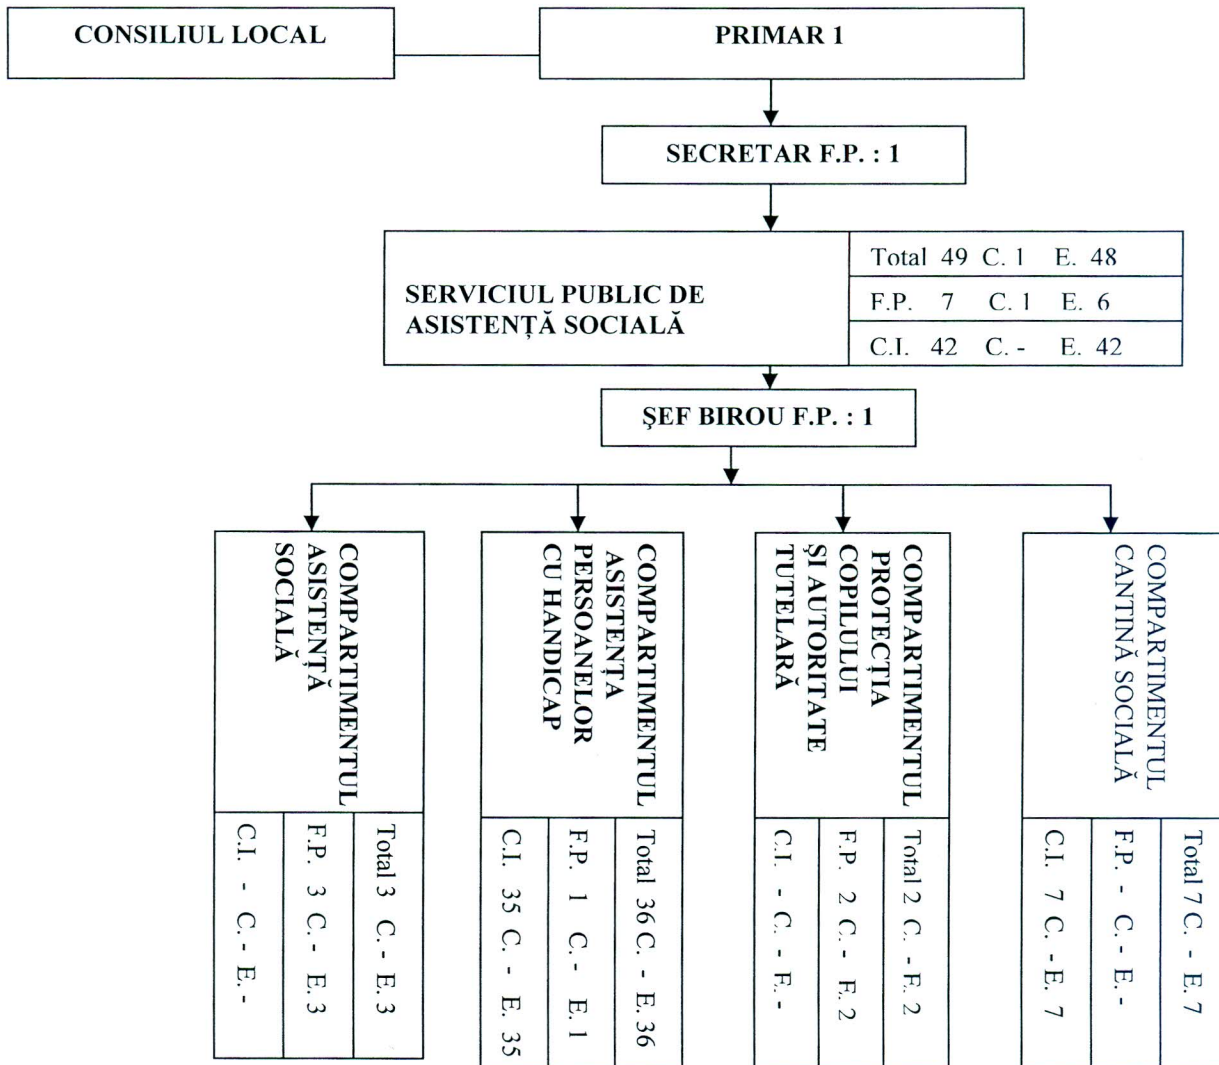 CONSILIUL LOCAL
PRIMAR 1
SECRETAR F.P. : 1
SERVICIUL PUBLIC DE
ASISTENȚĂ SOCIALĂ
Total 49 C. 1 E. 48
F.P. 7 C. 1 E. 6
C.I. 42 C. - E. 42
ŞEF BIROU F.P. : 1
COMPARTIMENTUL
ASISTENȚĂ
SOCIALĂ
Total 3 C. - E. 3
F.P. 3 C. - E. 3
C.I. - C. - E. -
COMPARTIMENTUL
ASISTENȚA
PERSOANELOR
CU HANDICAP
Total 36 C. - E. 36
F.P. 1 C. - E. 1
C.I. 35 C. - E. 35
COMPARTIMENTUL
PROTECȚIA
COPILULUI
ŞI AUTORITATE
TUTELARĂ
Total 2 C. - E. 2
F.P. 2 C. - E. 2
C.I. - C. - E. -
COMPARTIMENTUL
CANTINĂ SOCIALĂ
Total 7 C. - E. 7
F.P. - C. - E. -
C.I. 7 C. - E. 7